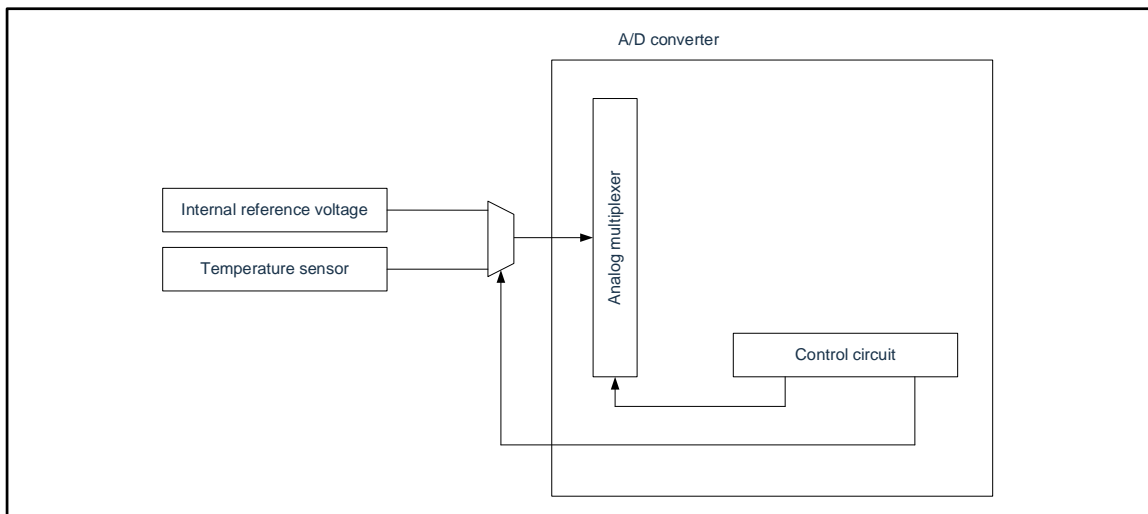 A/D converter
Internal reference voltage
Temperature sensor
Analog multiplexer
Control circuit